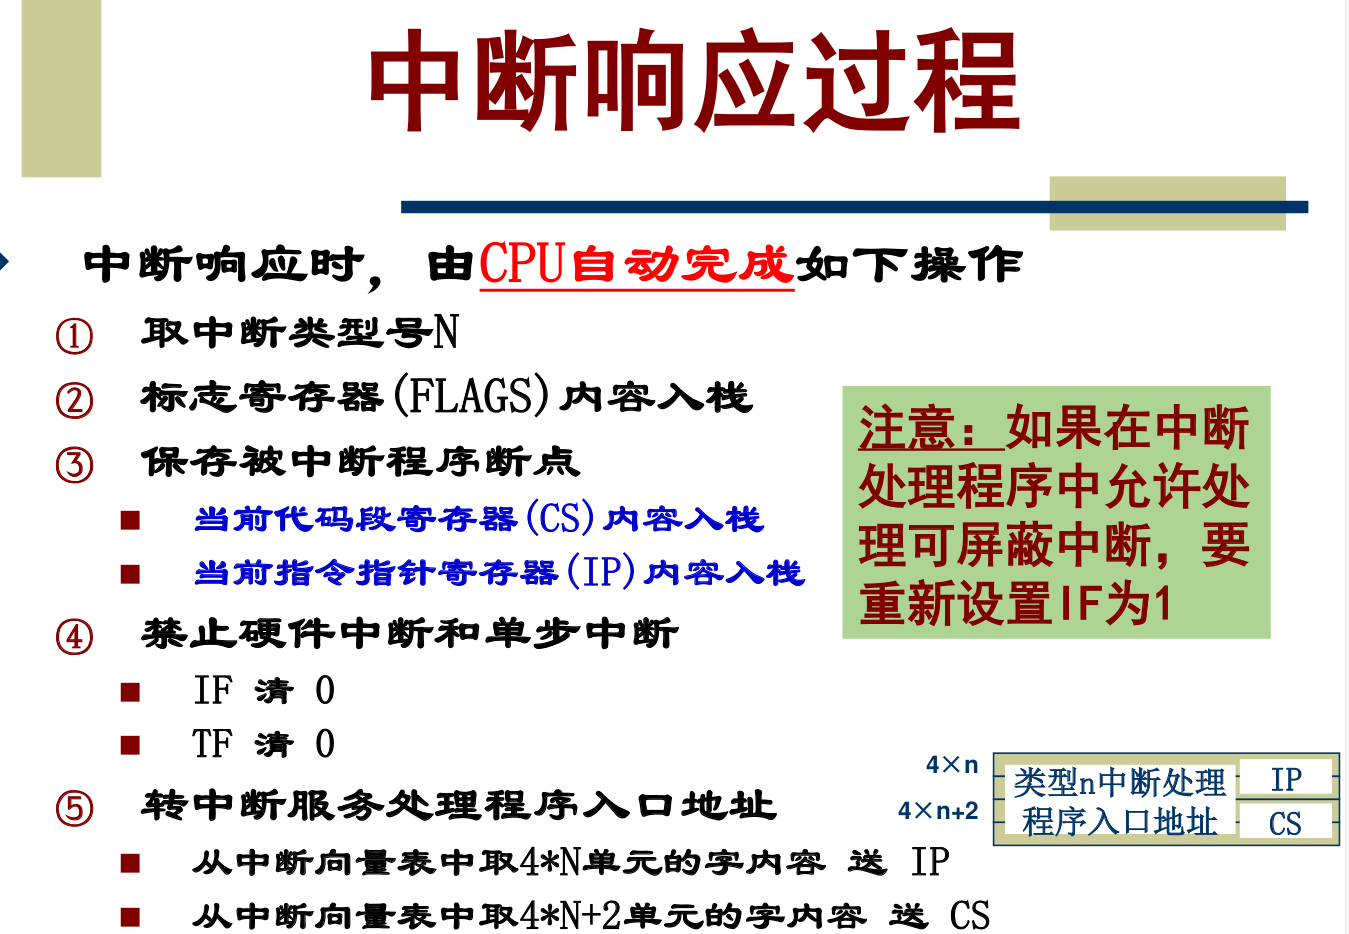 中断响应过程
中断响应时，由CPU自动完成如下操作
① 取中断类型号N
② 标志寄存器(FLAGS)内容入栈
③ 保存被中断程序断点
■ 当前代码段寄存器(CS)内容入栈
■ 当前指令指针寄存器(IP)内容入栈
④ 禁止硬件中断和单步中断
■ IF 清 0
■ TF 清 0
⑤ 转中断服务处理程序入口地址
■ 从中断向量表中取4*N单元的字内容 送 IP
■ 从中断向量表中取4*N+2单元的字内容 送 CS
注意：如果在中断
处理程序中允许处
理可屏蔽中断，要
重新设置IF为1
4×n 类型n中断处理 IP
4×n+2 程序入口地址 CS